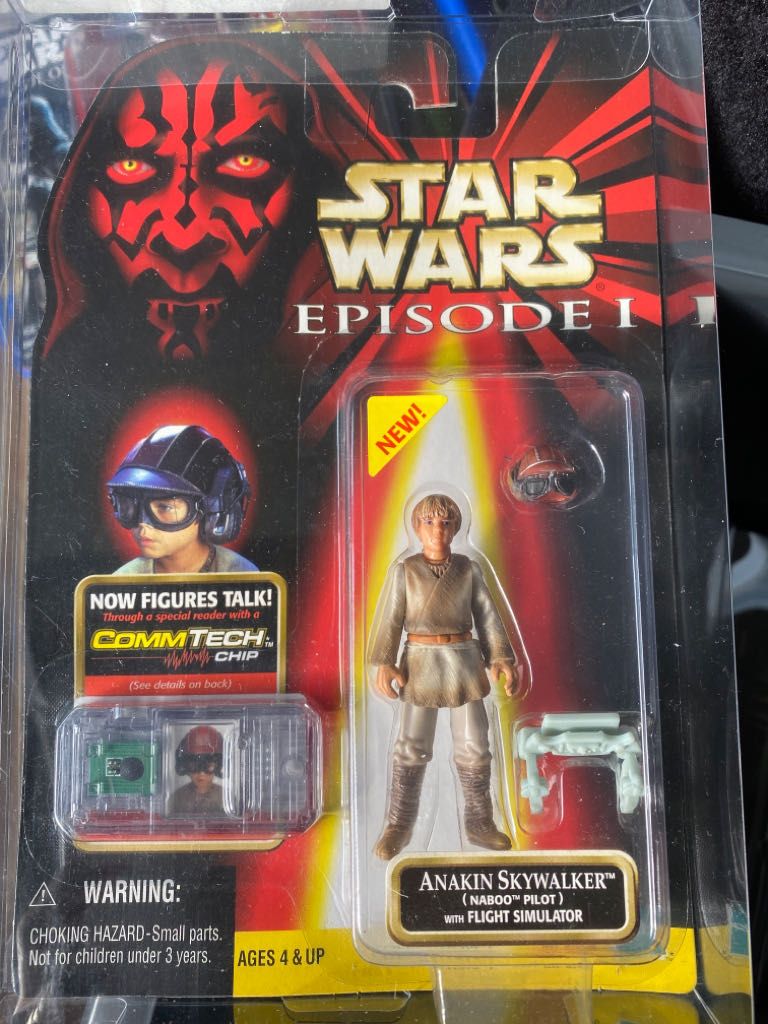 STAR
WARS®
EPISODE I
NEW!
NOW FIGURES TALK!
Through a special reader with a
COMMTECH™
CHIP
(See details on back)
ANAKIN SKYWALKER™
(NABOO™ PILOT)
WITH FLIGHT SIMULATOR
WARNING:
CHOKING HAZARD-Small parts.
Not for children under 3 years.
AGES 4 & UP